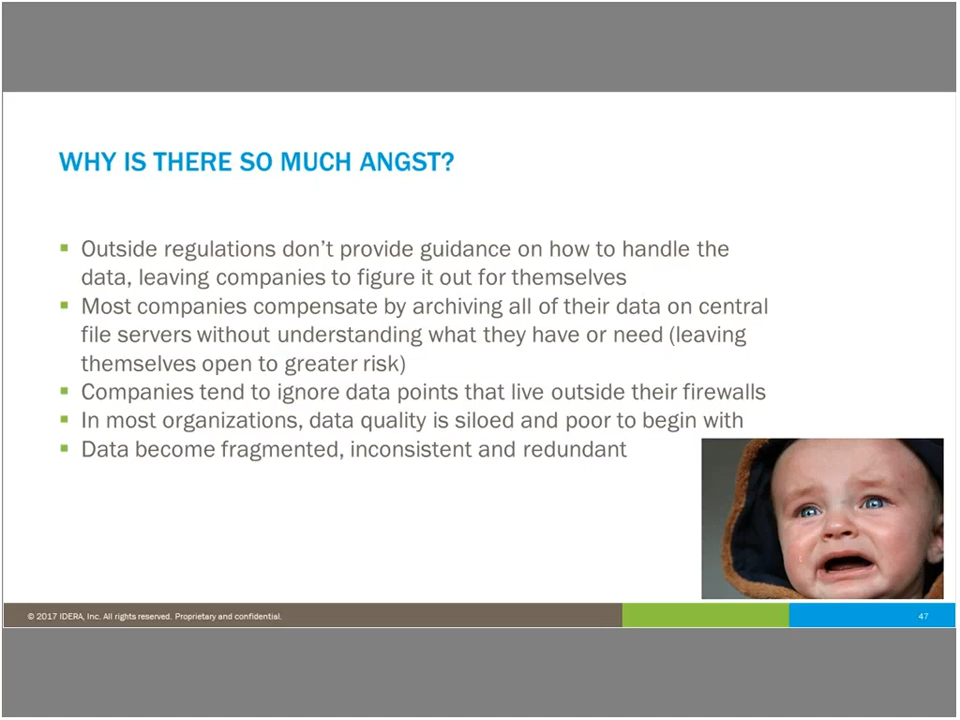 WHY IS THERE SO MUCH ANGST?
▪ Outside regulations don't provide guidance on how to handle the
data, leaving companies to figure it out for themselves
▪ Most companies compensate by archiving all of their data on central
file servers without understanding what they have or need (leaving
themselves open to greater risk)
▪ Companies tend to ignore data points that live outside their firewalls
▪ In most organizations, data quality is siloed and poor to begin with
▪ Data become fragmented, inconsistent and redundant
© 2017 IDERA, Inc. All rights reserved. Proprietary and confidential.
47